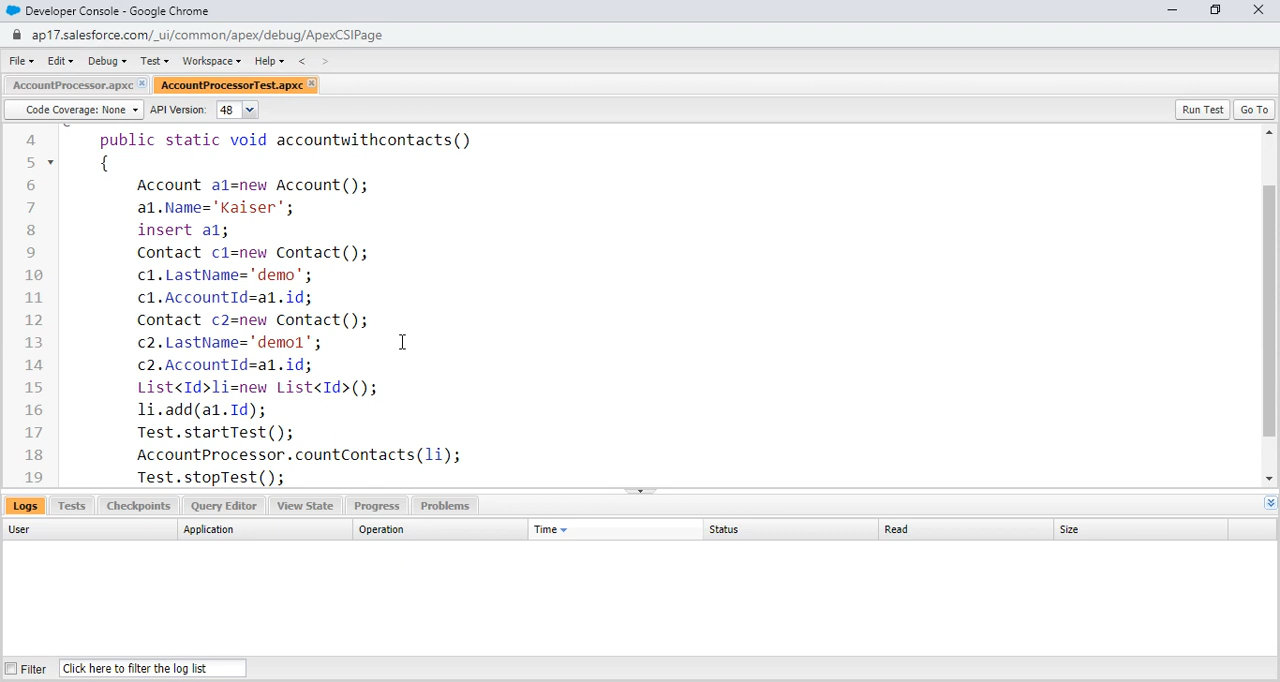 Developer Console - Google Chrome
ap17.salesforce.com/_ui/common/apex/debug/ApexCSIPage
File Edit Debug Test Workspace Help < >
AccountProcessor.apxc AccountProcessorTest.apxc
Code Coverage: None API Version: 48 Run Test Go To
4 public static void accountwithcontacts()
5 {
6 Account a1=new Account();
7 a1.Name='Kaiser';
8 insert a1;
9 Contact c1=new Contact();
10 c1.LastName='demo';
11 c1.AccountId=a1.id;
12 Contact c2=new Contact();
13 c2.LastName='demo1';
14 c2.AccountId=a1.id;
15 List<Id>li=new List<Id>();
16 li.add(a1.Id);
17 Test.startTest();
18 AccountProcessor.countContacts(li);
19 Test.stopTest();
Logs Tests Checkpoints Query Editor View State Progress Problems
User Application Operation Time Status Read Size
Filter Click here to filter the log list